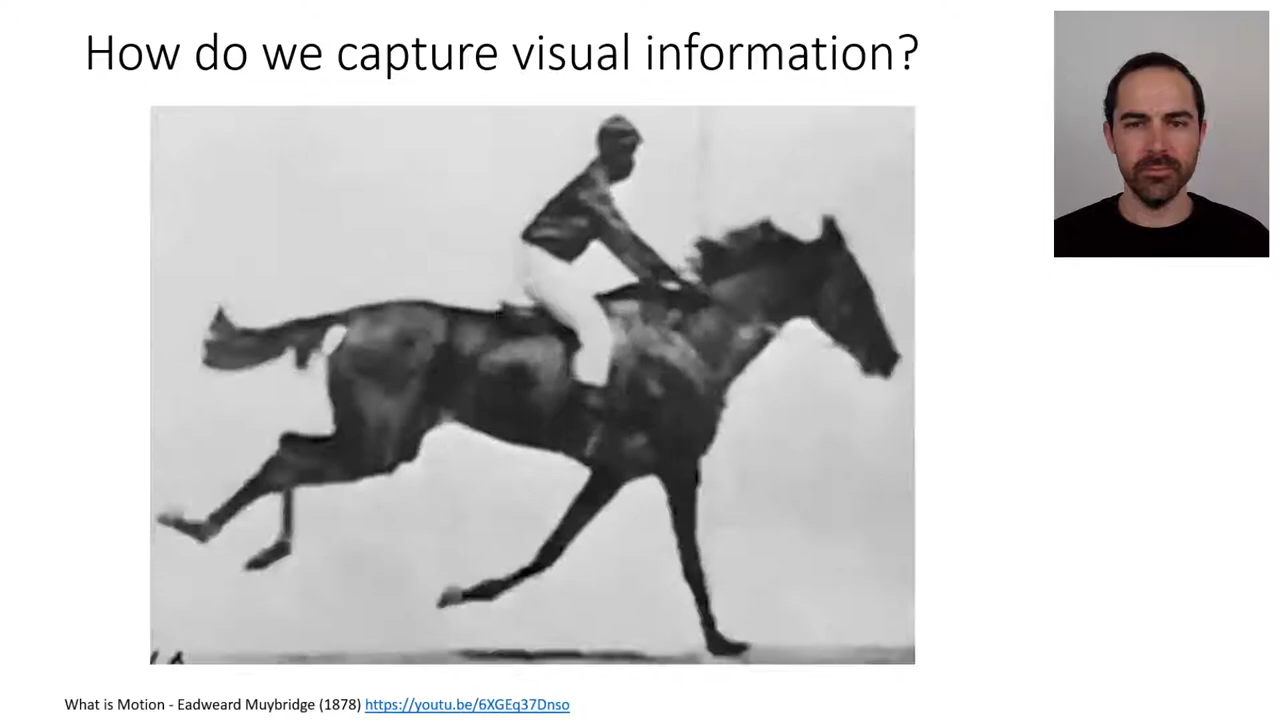 How do we capture visual information?
What is Motion - Eadweard Muybridge (1878) https://youtu.be/6XGEq37Dnso